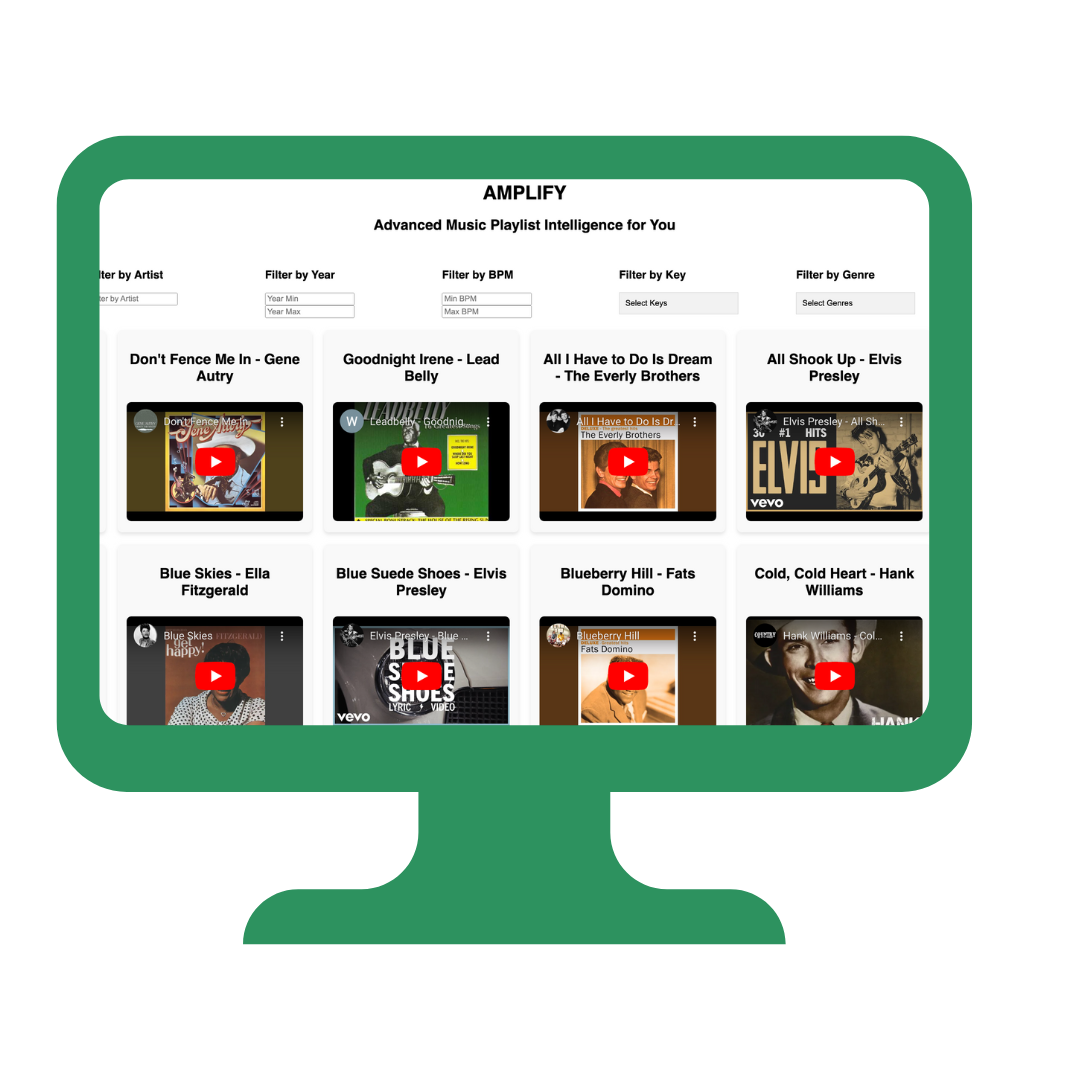 AMPLIFY
Advanced Music Playlist Intelligence for You
lter by Artist
Filter by Year
Filter by BPM
Filter by Key
Filter by Genre
ter by Artist
Year Min
Year Max
Min BPM
Max BPM
Select Keys
Select Genres
Don't Fence Me In - Gene
Autry
Goodnight Irene - Lead
Belly
All I Have to Do Is Dream
- The Everly Brothers
All Shook Up - Elvis
Presley
Don't Fence Me In
Gene Autry
W
Leadbelly - Goodnig...
All I Have to Do Is Dr...
The Everly Brothers
Elvis Presley - All Sh...
30 #1 HITS
ELVIS
vevo
Blue Skies - Ella
Fitzgerald
Blue Suede Shoes - Elvis
Presley
Blueberry Hill - Fats
Domino
Cold, Cold Heart - Hank
Williams
Blue Skies
FITZGERALD
get
happy!
Elvis Presley - Blue ...
BLUE
SUEDE
SHOES
LYRIC VIDEO
vevo
Blueberry Hill
Fats Domino
COUNTRY
Hank Williams - Col...
HANK